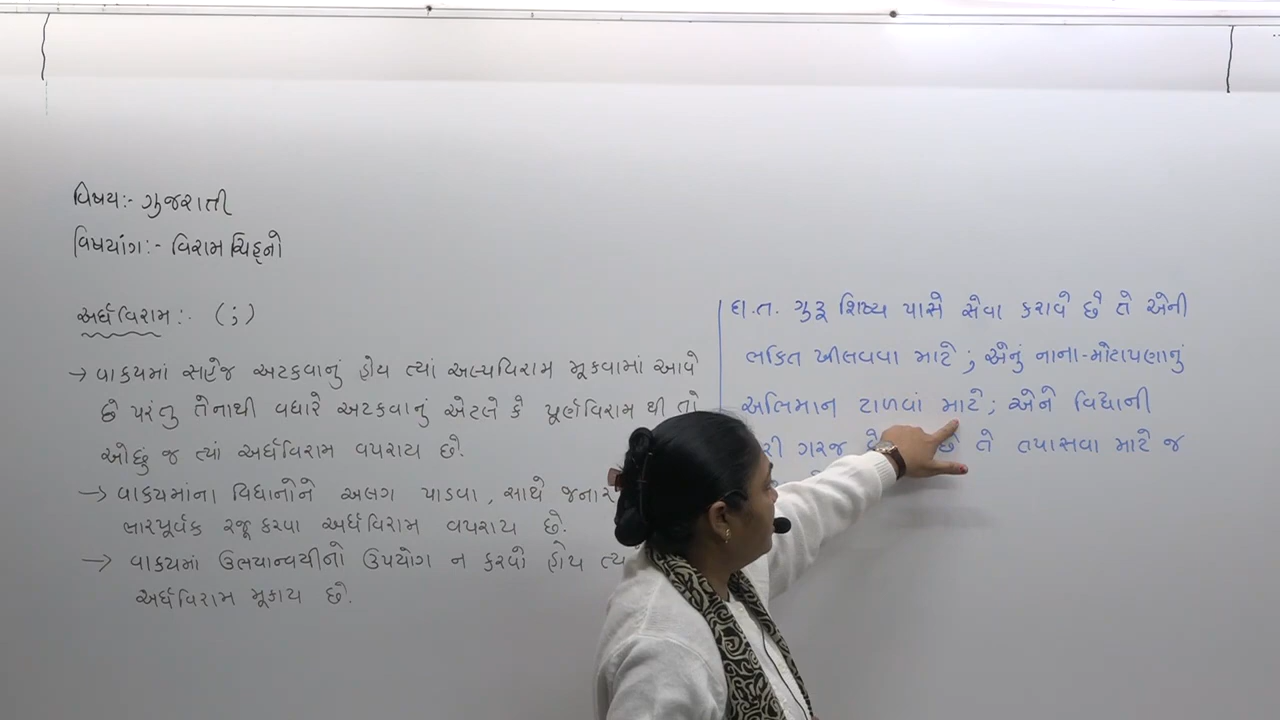 વિષય:- ગુજરાતી
વિષયાંગ:- વિરામ ચિહ્નો
અર્ધવિરામ:- (;)
→ વાક્યમાં સહેજ અટકવાનું હોય ત્યાં અલ્પવિરામ મૂકવામાં આવે
છે પરંતુ તેનાથી વધારે અટકવાનું એટલે કે પૂર્ણવિરામ થી તો
ઓછું જ ત્યાં અર્ધવિરામ વપરાય છે.
→ વાક્યમાંના વિધાનોને અલગ પાડવા, સાથે
ભારપૂર્વક રજૂ કરવા અર્ધવિરામ વપરાય છે.
→ વાક્યમાં ઉભયાન્વયીનો ઉપયોગ ન કરવો હોય
અર્ધવિરામ મૂકાય છે.
દા.ત. ગુરૂ શિષ્ય પાસે સેવા કરાવે છે તે એની
ભકિત ખીલવવા માટે; એનું નાના-મોટાપણાનું
અભિમાન ટાળવાં માટે; એને વિદ્યાની
ગરજ છે તે તપાસવા માટે જ